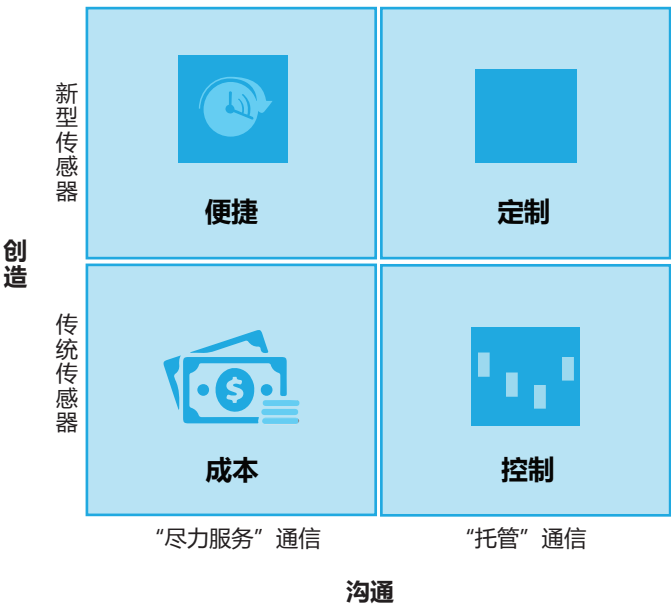 新型传感器
便捷
定制
创造
传统传感器
$
成本
控制
“尽力服务”通信
“托管”通信
沟通